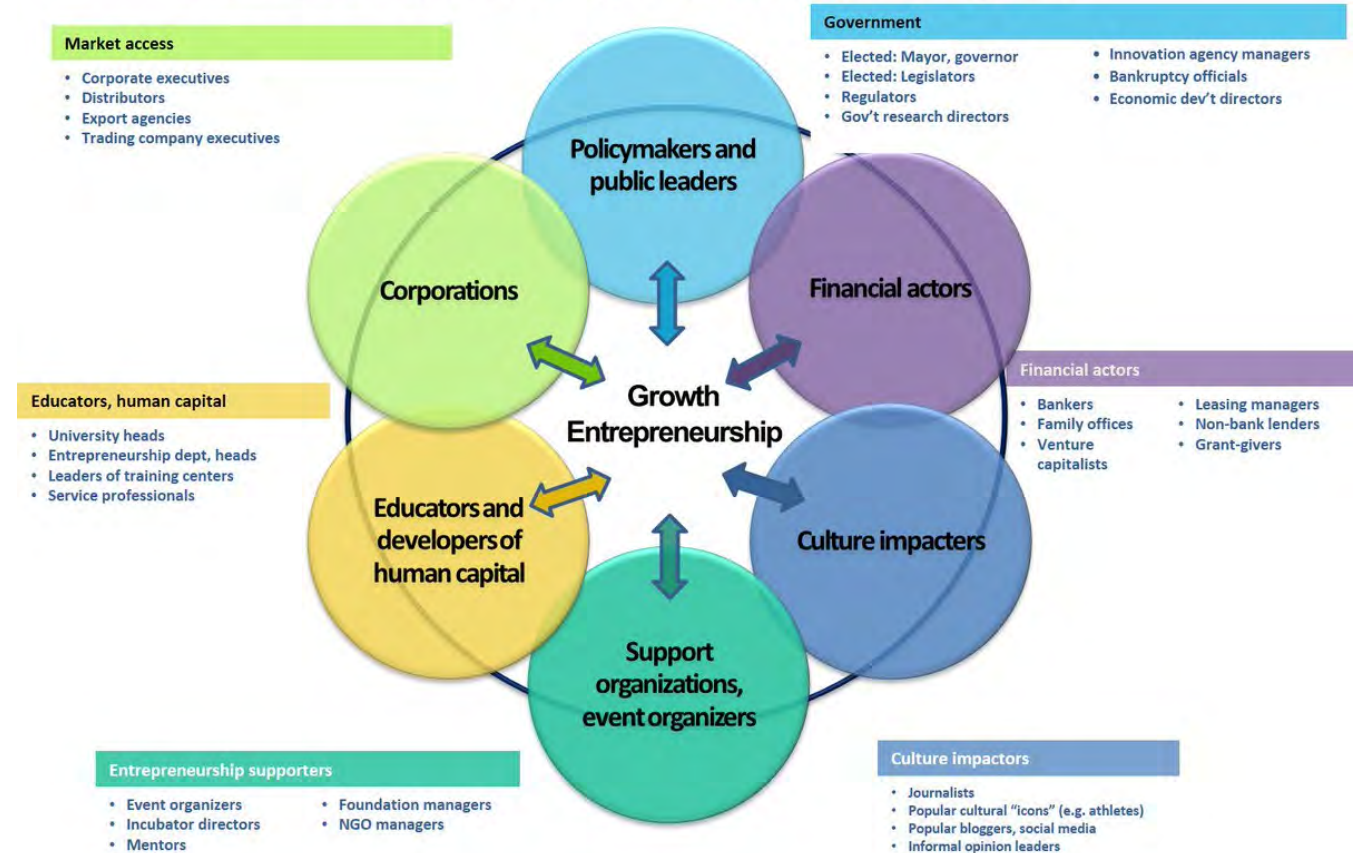 Market access
• Corporate executives
• Distributors
• Export agencies
• Trading company executives
Government
• Elected: Mayor, governor
• Elected: Legislators
• Regulators
• Gov't research directors
• Innovation agency managers
• Bankruptcy officials
• Economic dev't directors
Policymakers and
public leaders
Corporations
Financial actors
Growth
Entrepreneurship
Educators, human capital
• University heads
• Entrepreneurship dept, heads
• Leaders of training centers
• Service professionals
Financial actors
• Bankers
• Family offices
• Venture
capitalists
• Leasing managers
• Non-bank lenders
• Grant-givers
Educators and
developers of
human capital
Culture impacters
Support
organizations,
event organizers
Entrepreneurship supporters
• Event organizers
• Incubator directors
• Mentors
• Foundation managers
• NGO managers
Culture impactors
• Journalists
• Popular cultural "icons" (e.g. athletes)
• Popular bloggers, social media
• Informal opinion leaders